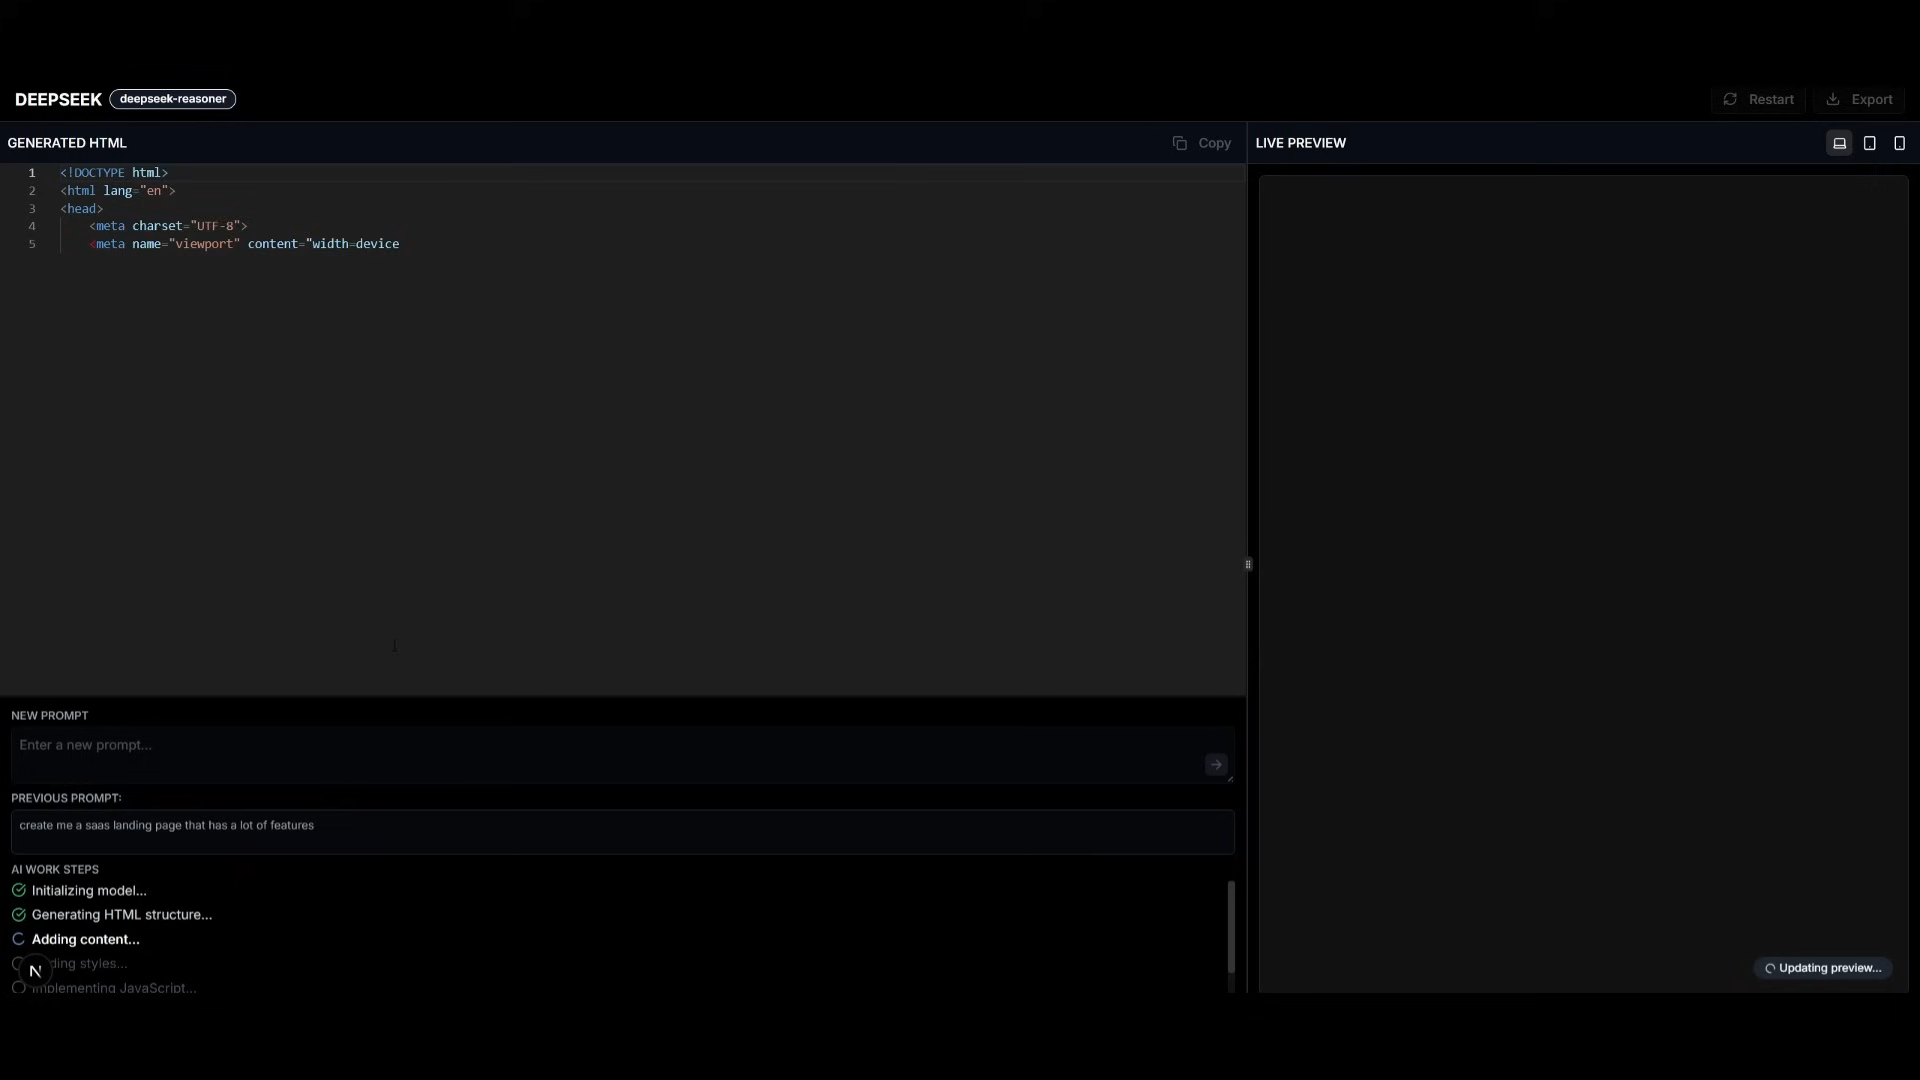 DEEPSEEK deepseek-reasoner
Restart Export
GENERATED HTML
Copy
LIVE PREVIEW
1 <!DOCTYPE html>
2 <html lang="en">
3 <head>
4 <meta charset="UTF-8">
5 <meta name="viewport" content="width=device
NEW PROMPT
Enter a new prompt...
PREVIOUS PROMPT:
create me a saas landing page that has a lot of features
AI WORK STEPS
Initializing model...
Generating HTML structure...
Adding content...
styles...
N
Implementing JavaScript...
Updating preview...